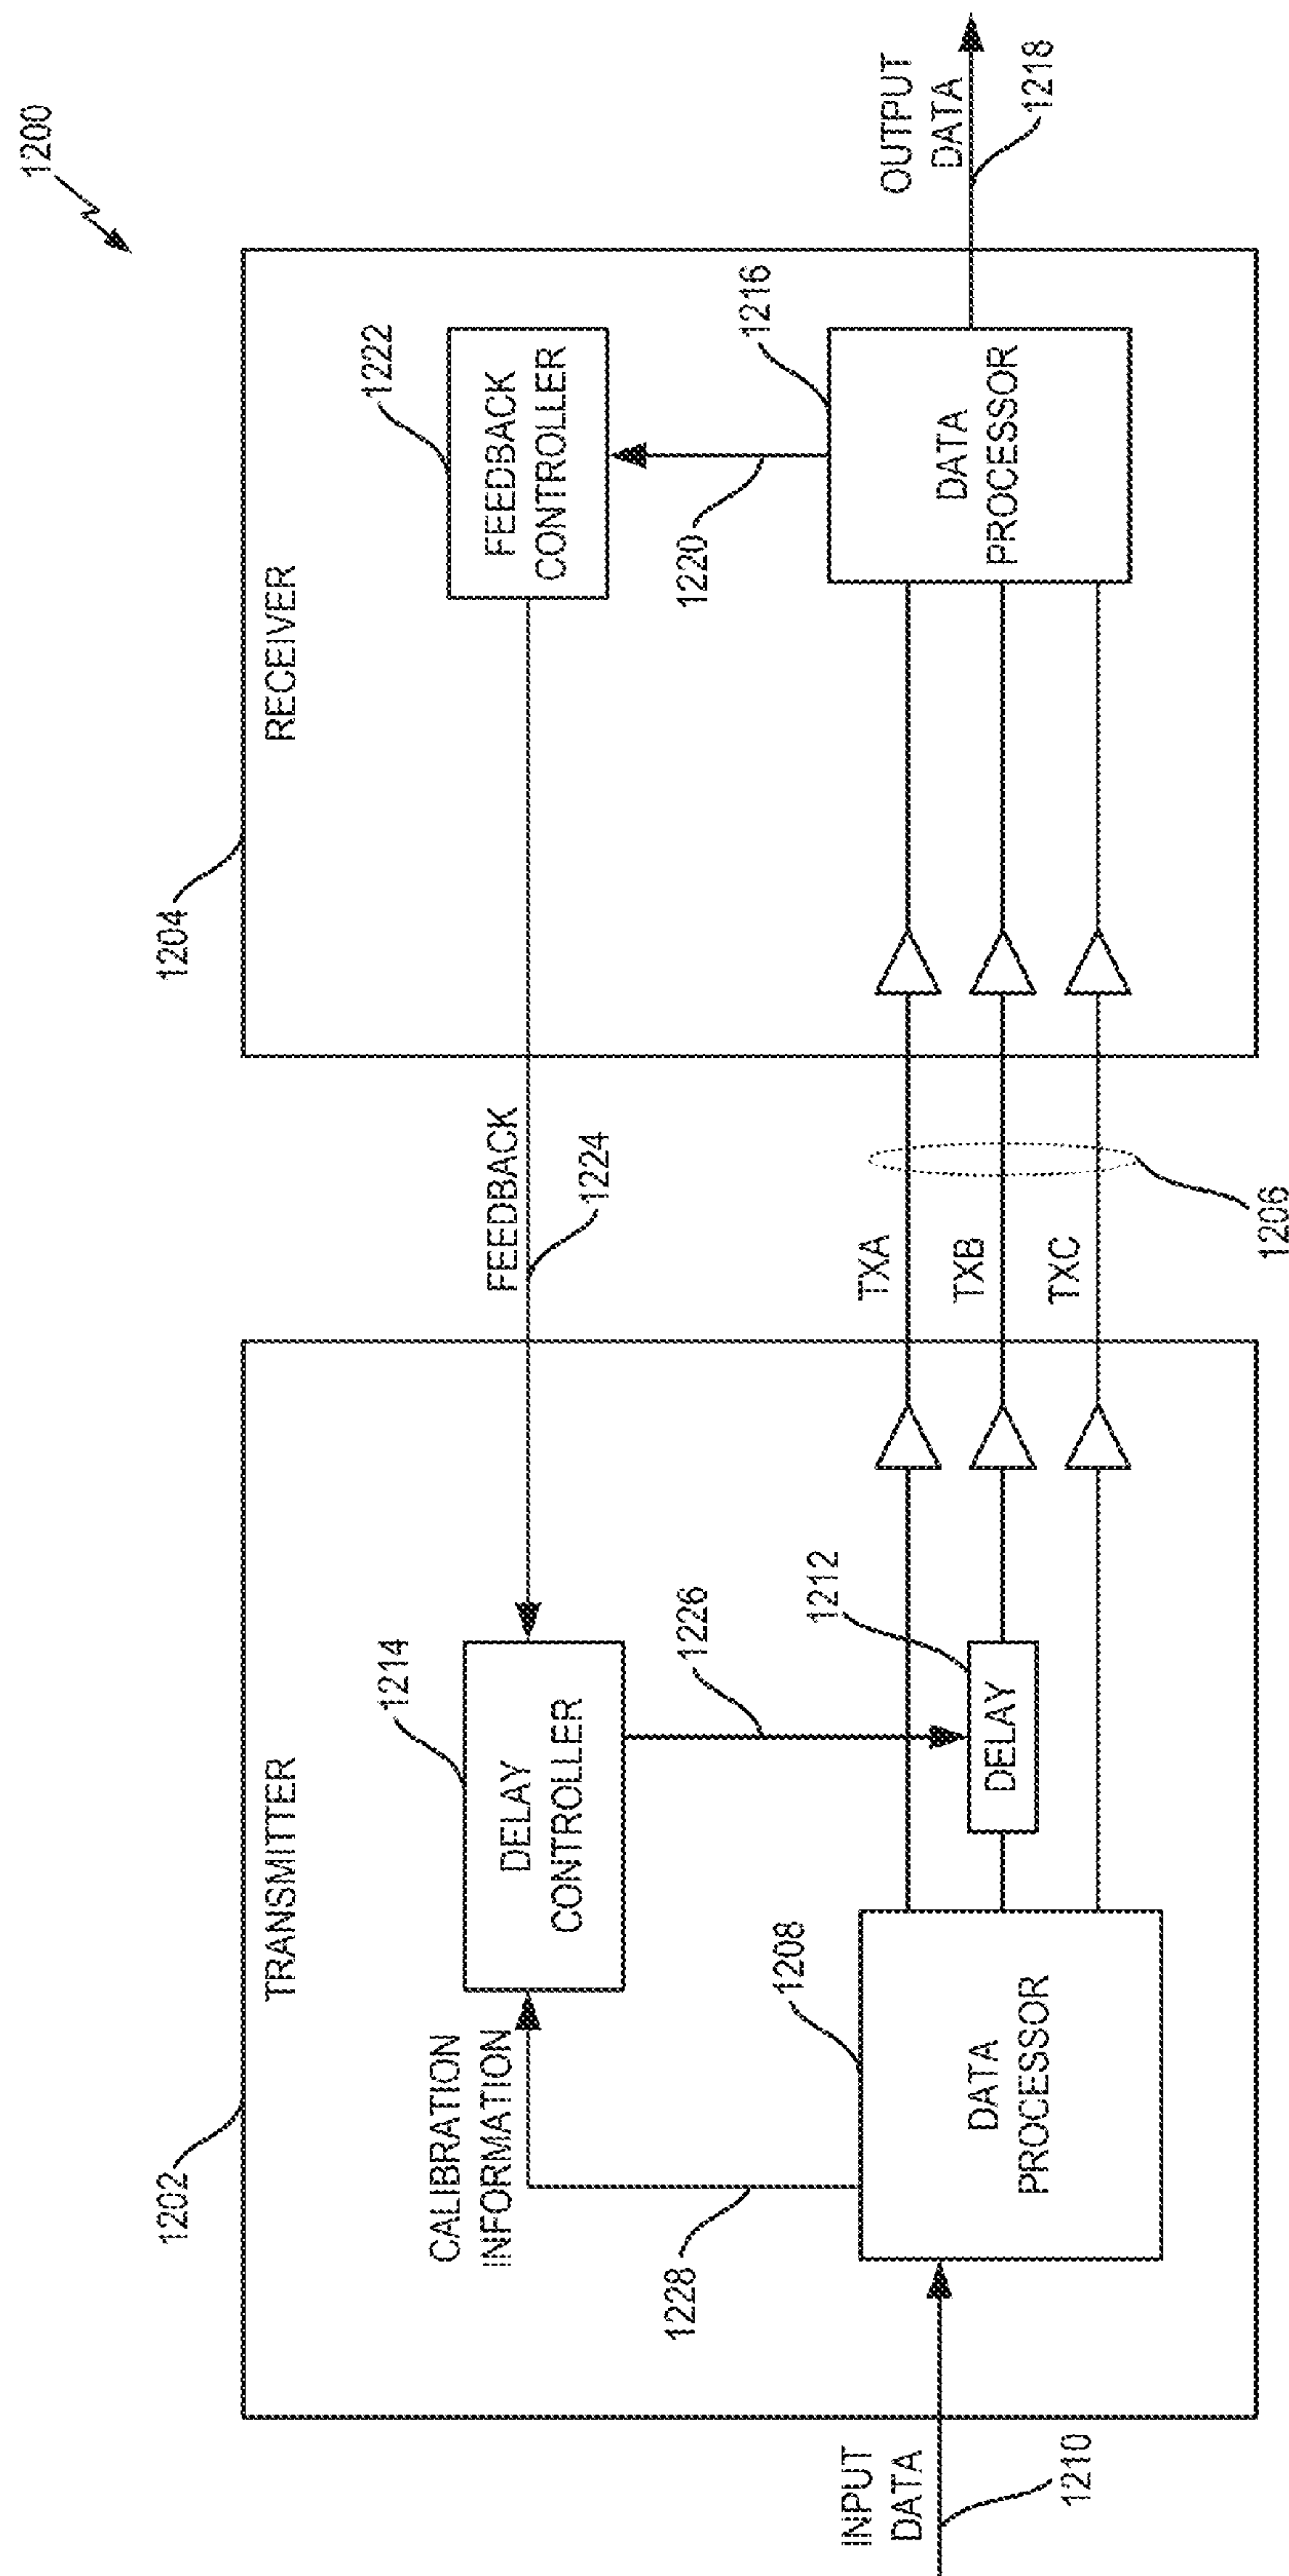 1200
1202
TRANSMITTER
1204
RECEIVER
CALIBRATION
INFORMATION
1214
DELAY
CONTROLLER
FEEDBACK
1224
1222
FEEDBACK
CONTROLLER
1228
1226
1220
1208
DATA
PROCESSOR
1212
DELAY
TXA
TXB
TXC
1206
1216
DATA
PROCESSOR
INPUT
DATA
1210
OUTPUT
DATA
1218